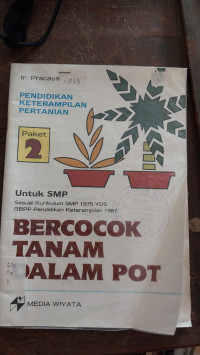 Ir. Pracaya
PENDIDIKAN
KETERAMPILAN
PERTANIAN
Paket
2
Untuk SMP
Sesuai Kurikulum SMP 1975 YDS
GBPP Pendidikan Keterampilan 1987
BERCOCOK
TANAM
DALAM POT
MEDIA WIYATA